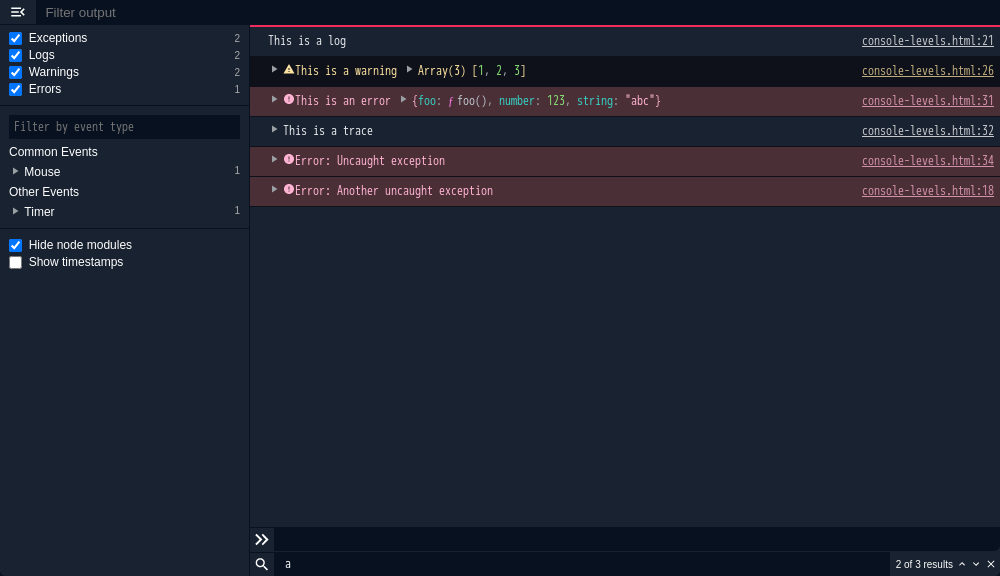 Filter output
Exceptions 2
Logs 2
Warnings 2
Errors 1
Filter by event type
Common Events
Mouse 1
Other Events
Timer 1
Hide node modules
Show timestamps
This is a log console-levels.html:21
This is a warning Array(3) [1, 2, 3] console-levels.html:26
This is an error {foo: ƒ foo(), number: 123, string: "abc"} console-levels.html:31
This is a trace console-levels.html:32
Error: Uncaught exception console-levels.html:34
Error: Another uncaught exception console-levels.html:18
a 2 of 3 results